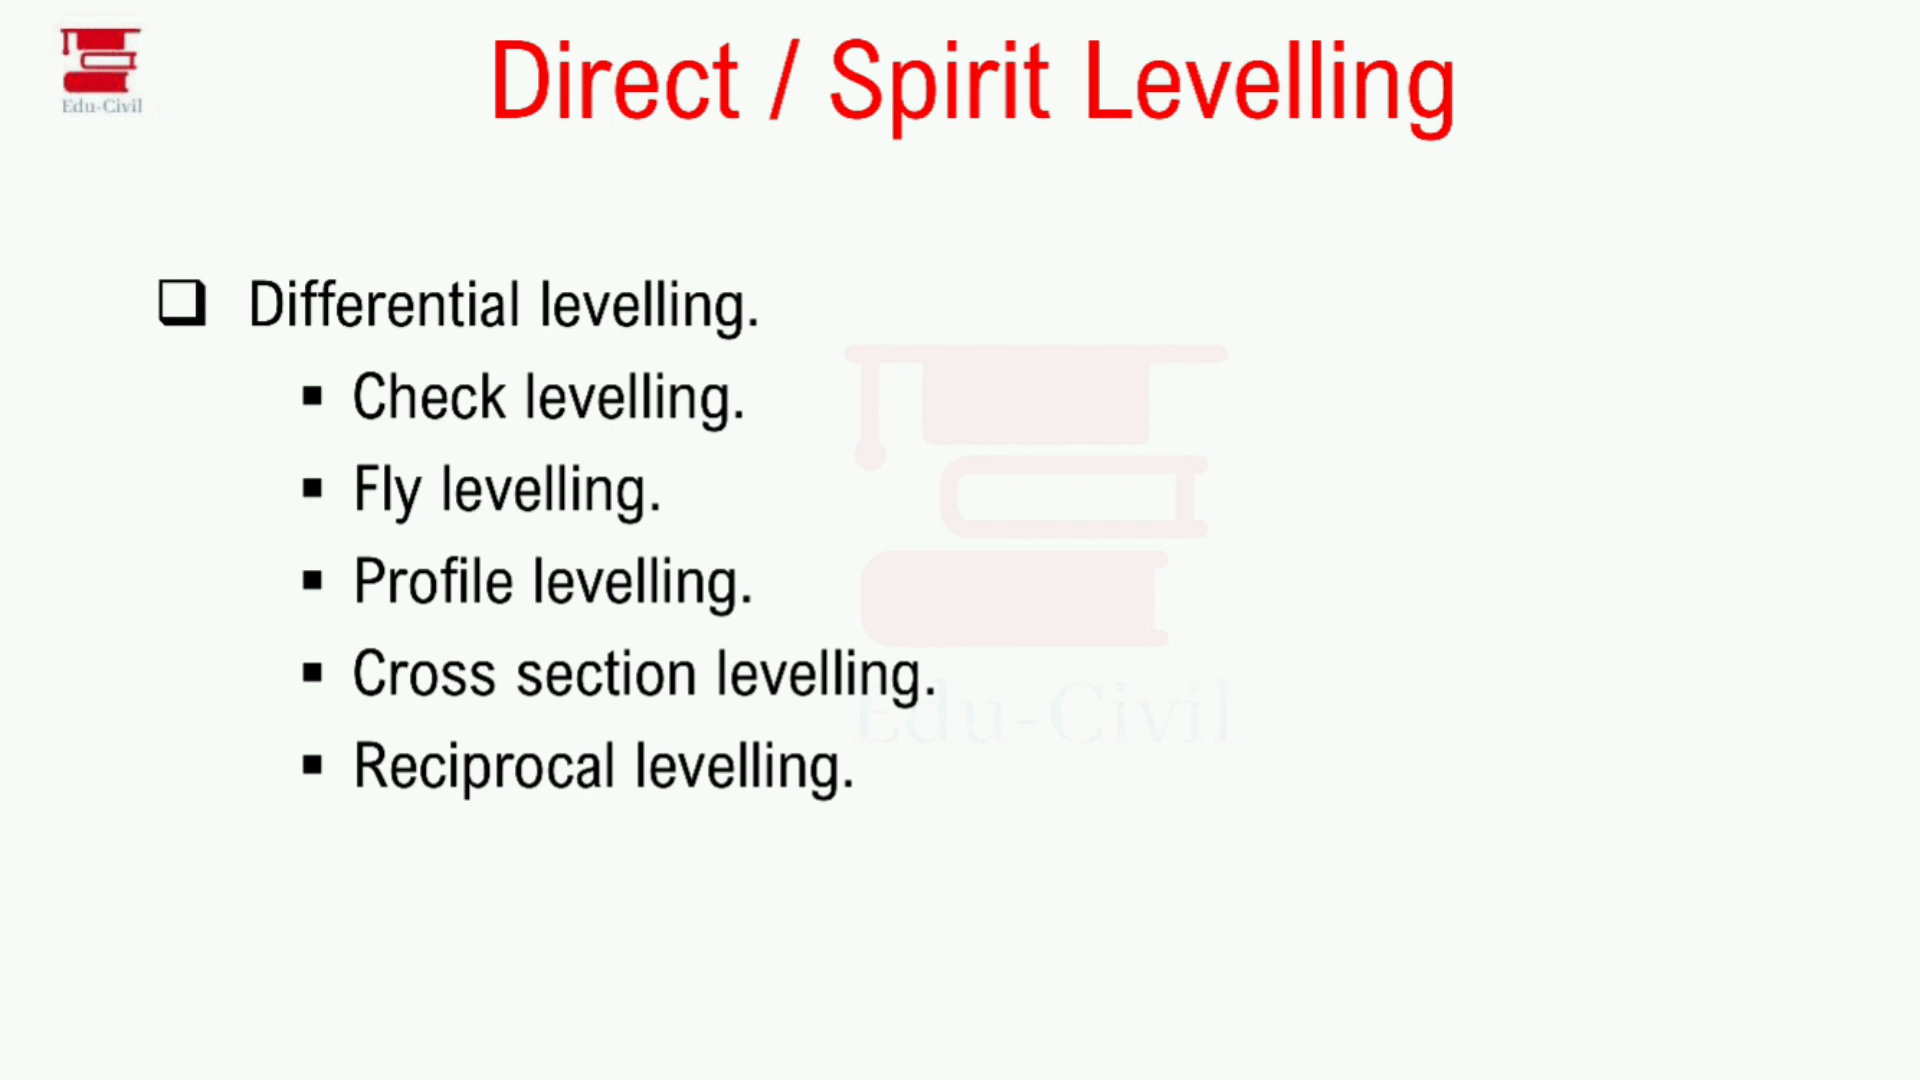 Edu-Civil
Direct / Spirit Levelling
Differential levelling.
Check levelling.
Fly levelling.
Profile levelling.
Cross section levelling.
Reciprocal levelling.
Edu-Civil